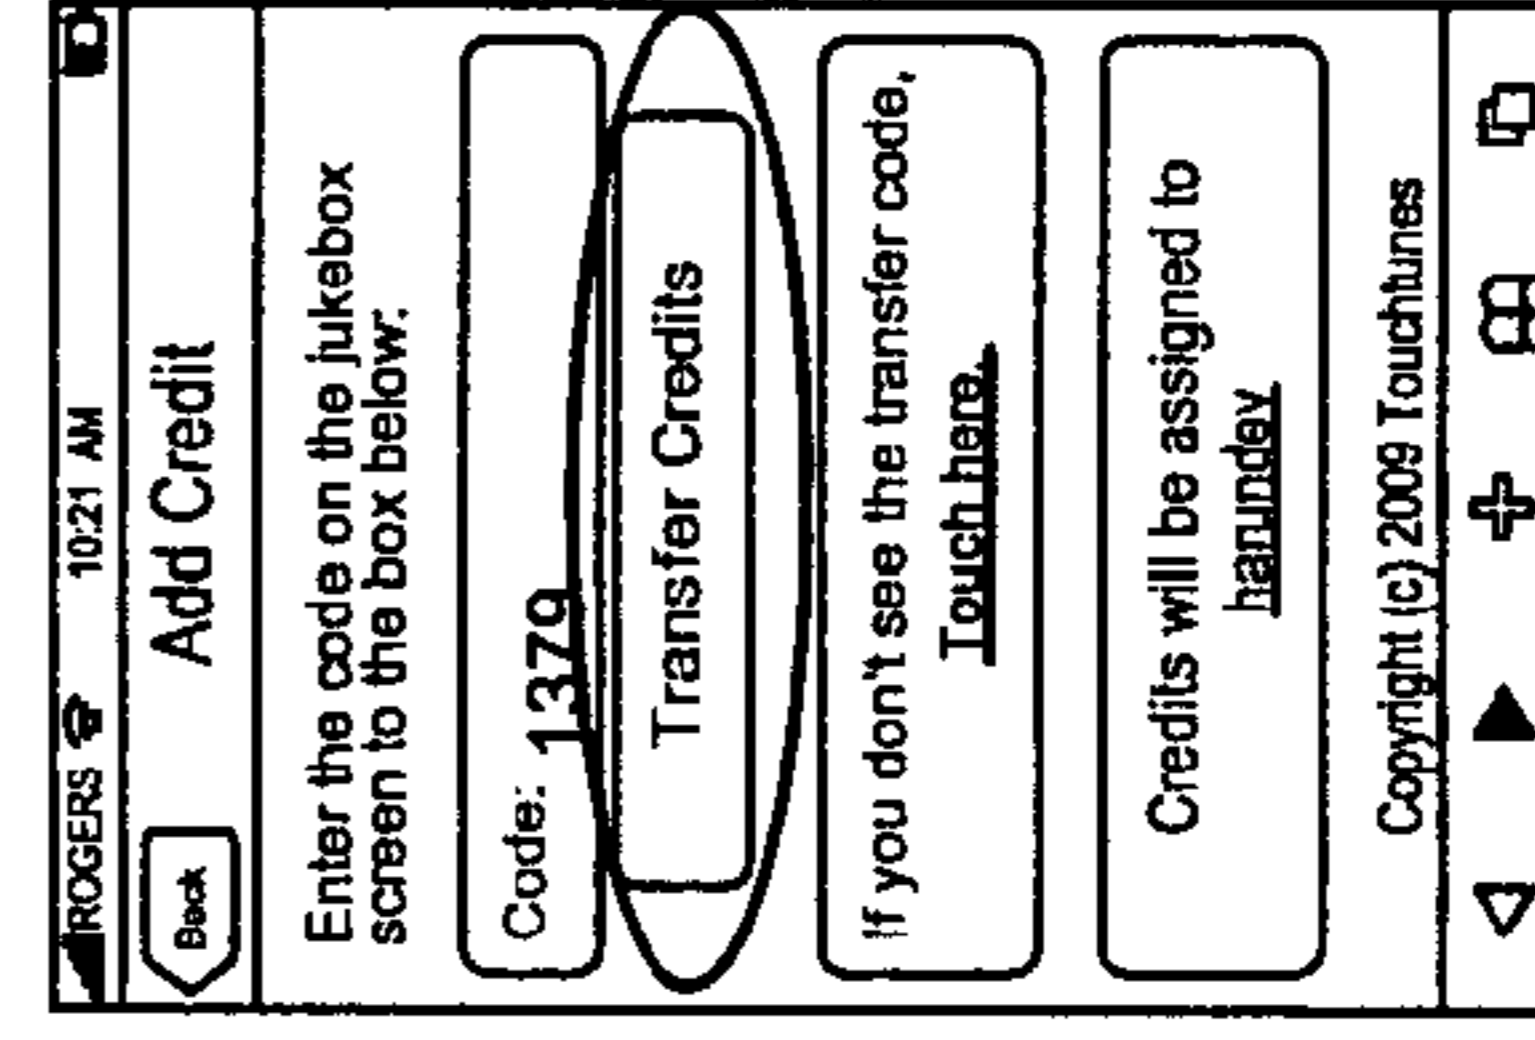 ROGERS 10:21 AM
Add Credit
Back
Enter the code on the jukebox
screen to the box below:
Code: 1379
Transfer Credits
If you don't see the transfer code,
Touch here.
Credits will be assigned to
Copyright (c) 2009 Touchtunes